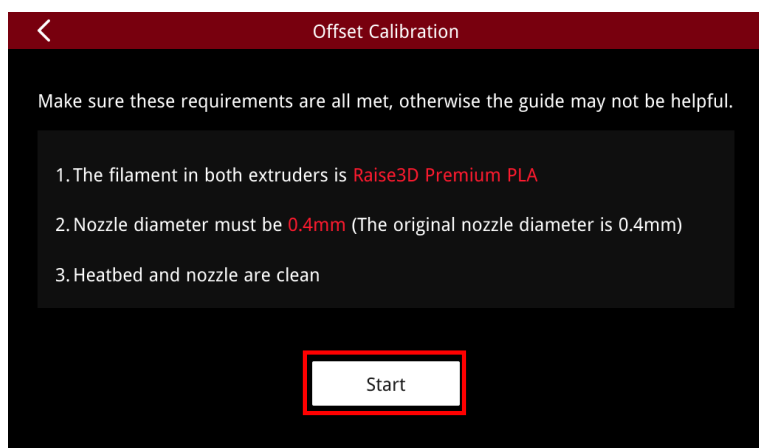 Offset Calibration
Make sure these requirements are all met, otherwise the guide may not be helpful.
1. The filament in both extruders is Raise3D Premium PLA
2. Nozzle diameter must be 0.4mm (The original nozzle diameter is 0.4mm)
3. Heatbed and nozzle are clean
Start